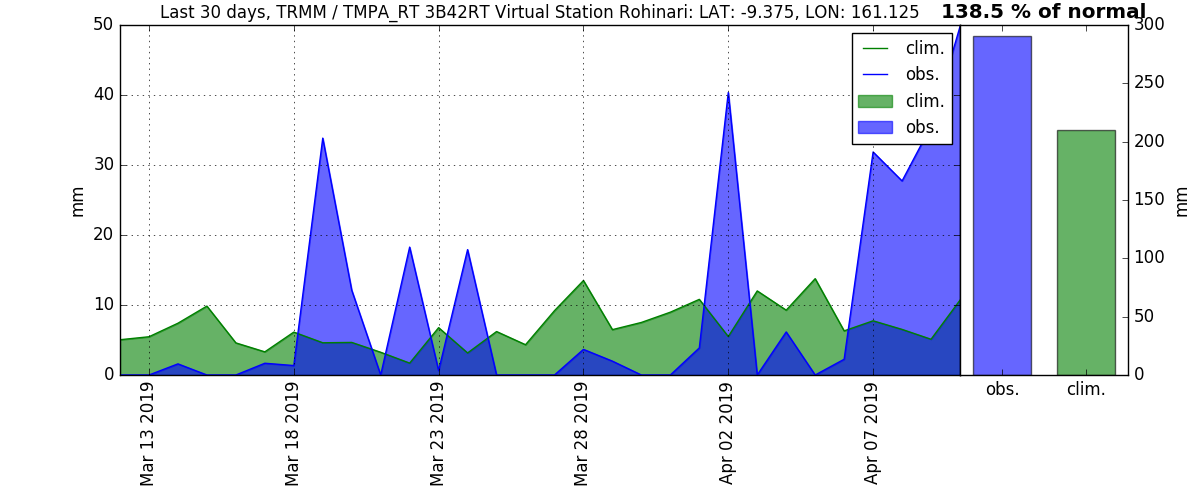 Last 30 days, TRMM / TMPA_RT 3B42RT Virtual Station Rohinari: LAT: -9.375, LON: 161.125
138.5 % of normal
50
40
30
20
10
0
mm
clim.
obs.
clim.
obs.
Mar 13 2019
Mar 18 2019
Mar 23 2019
Mar 28 2019
Apr 02 2019
Apr 07 2019
300
250
200
150
100
50
0
mm
obs.
clim.